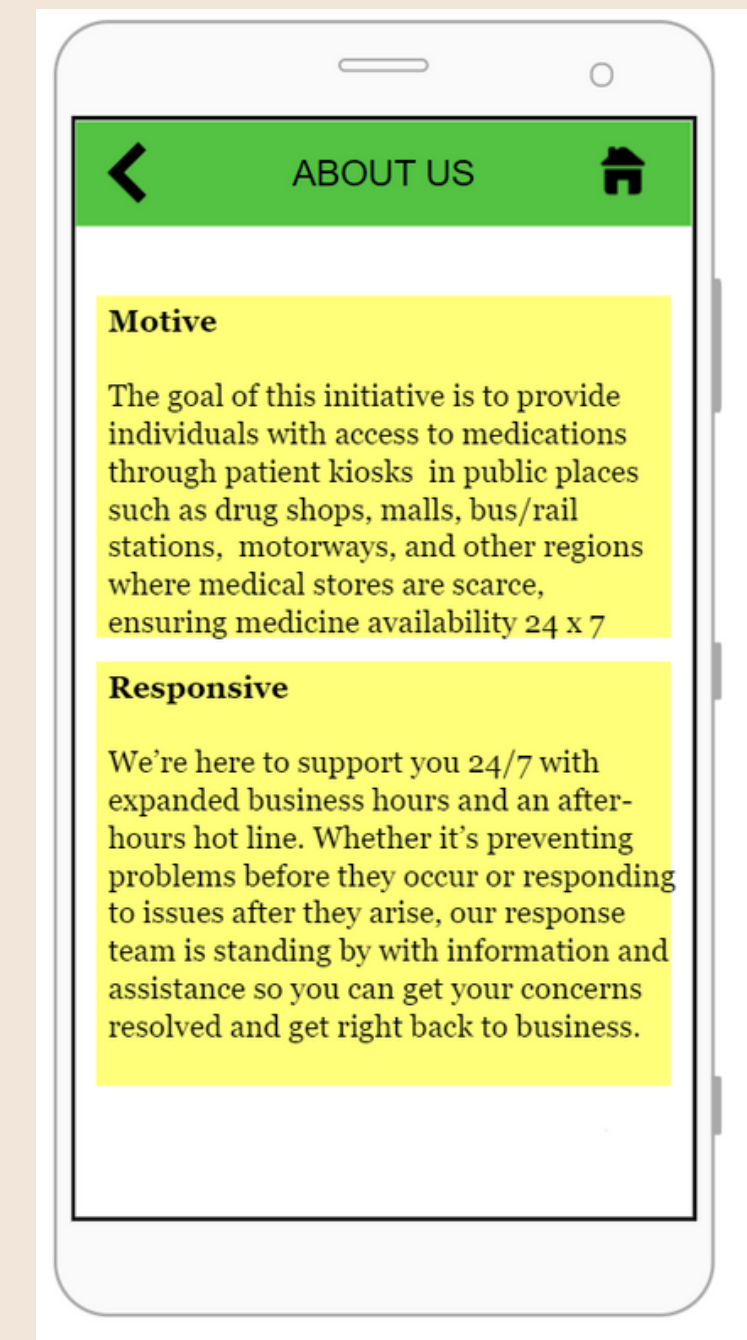 ABOUT US
Motive
The goal of this initiative is to provide
individuals with access to medications
through patient kiosks  in public places
such as drug shops, malls, bus/rail
stations,  motorways, and other regions
where medical stores are scarce,
ensuring medicine availability 24 x 7
Responsive
We’re here to support you 24/7 with
expanded business hours and an after-
hours hot line. Whether it’s preventing
problems before they occur or responding
to issues after they arise, our response
team is standing by with information and
assistance so you can get your concerns
resolved and get right back to business.